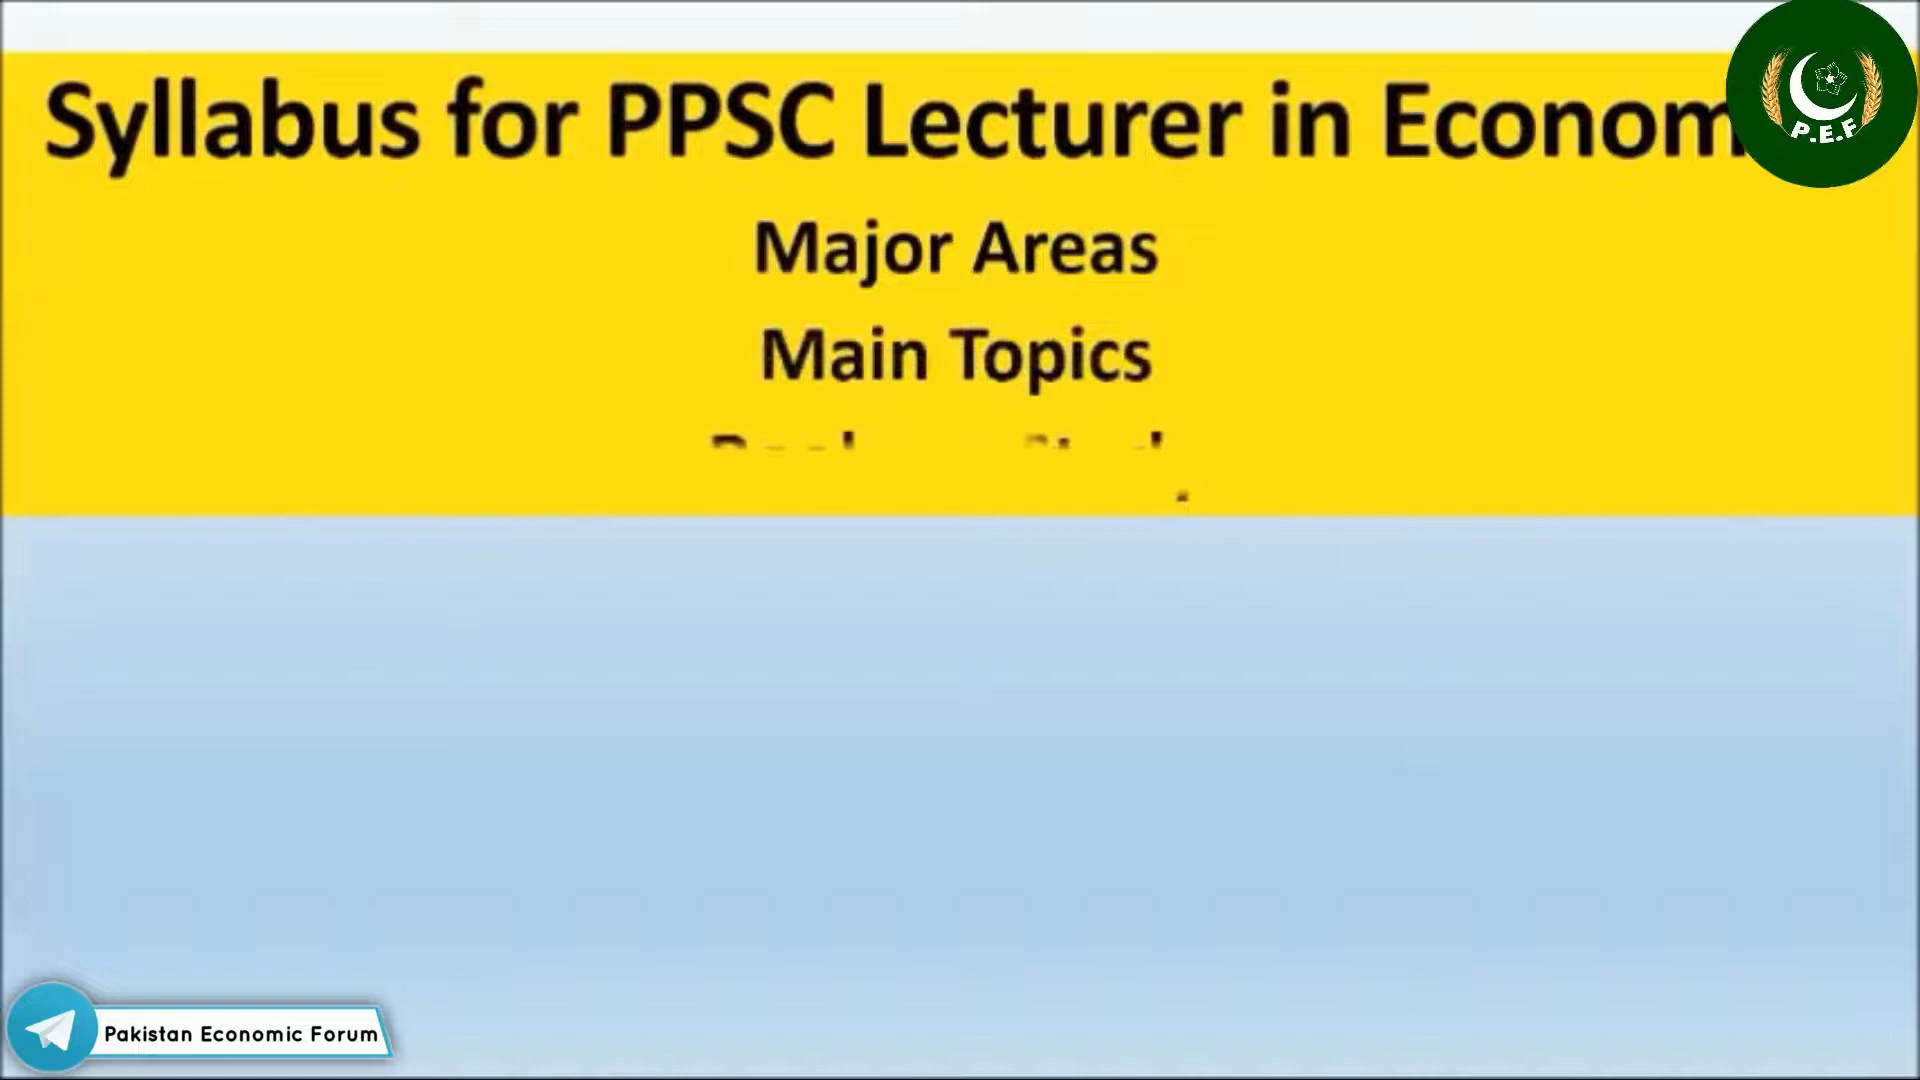 Syllabus for PPSC Lecturer in Econom
P.E.F
Major Areas
Main Topics
Pakistan Economic Forum